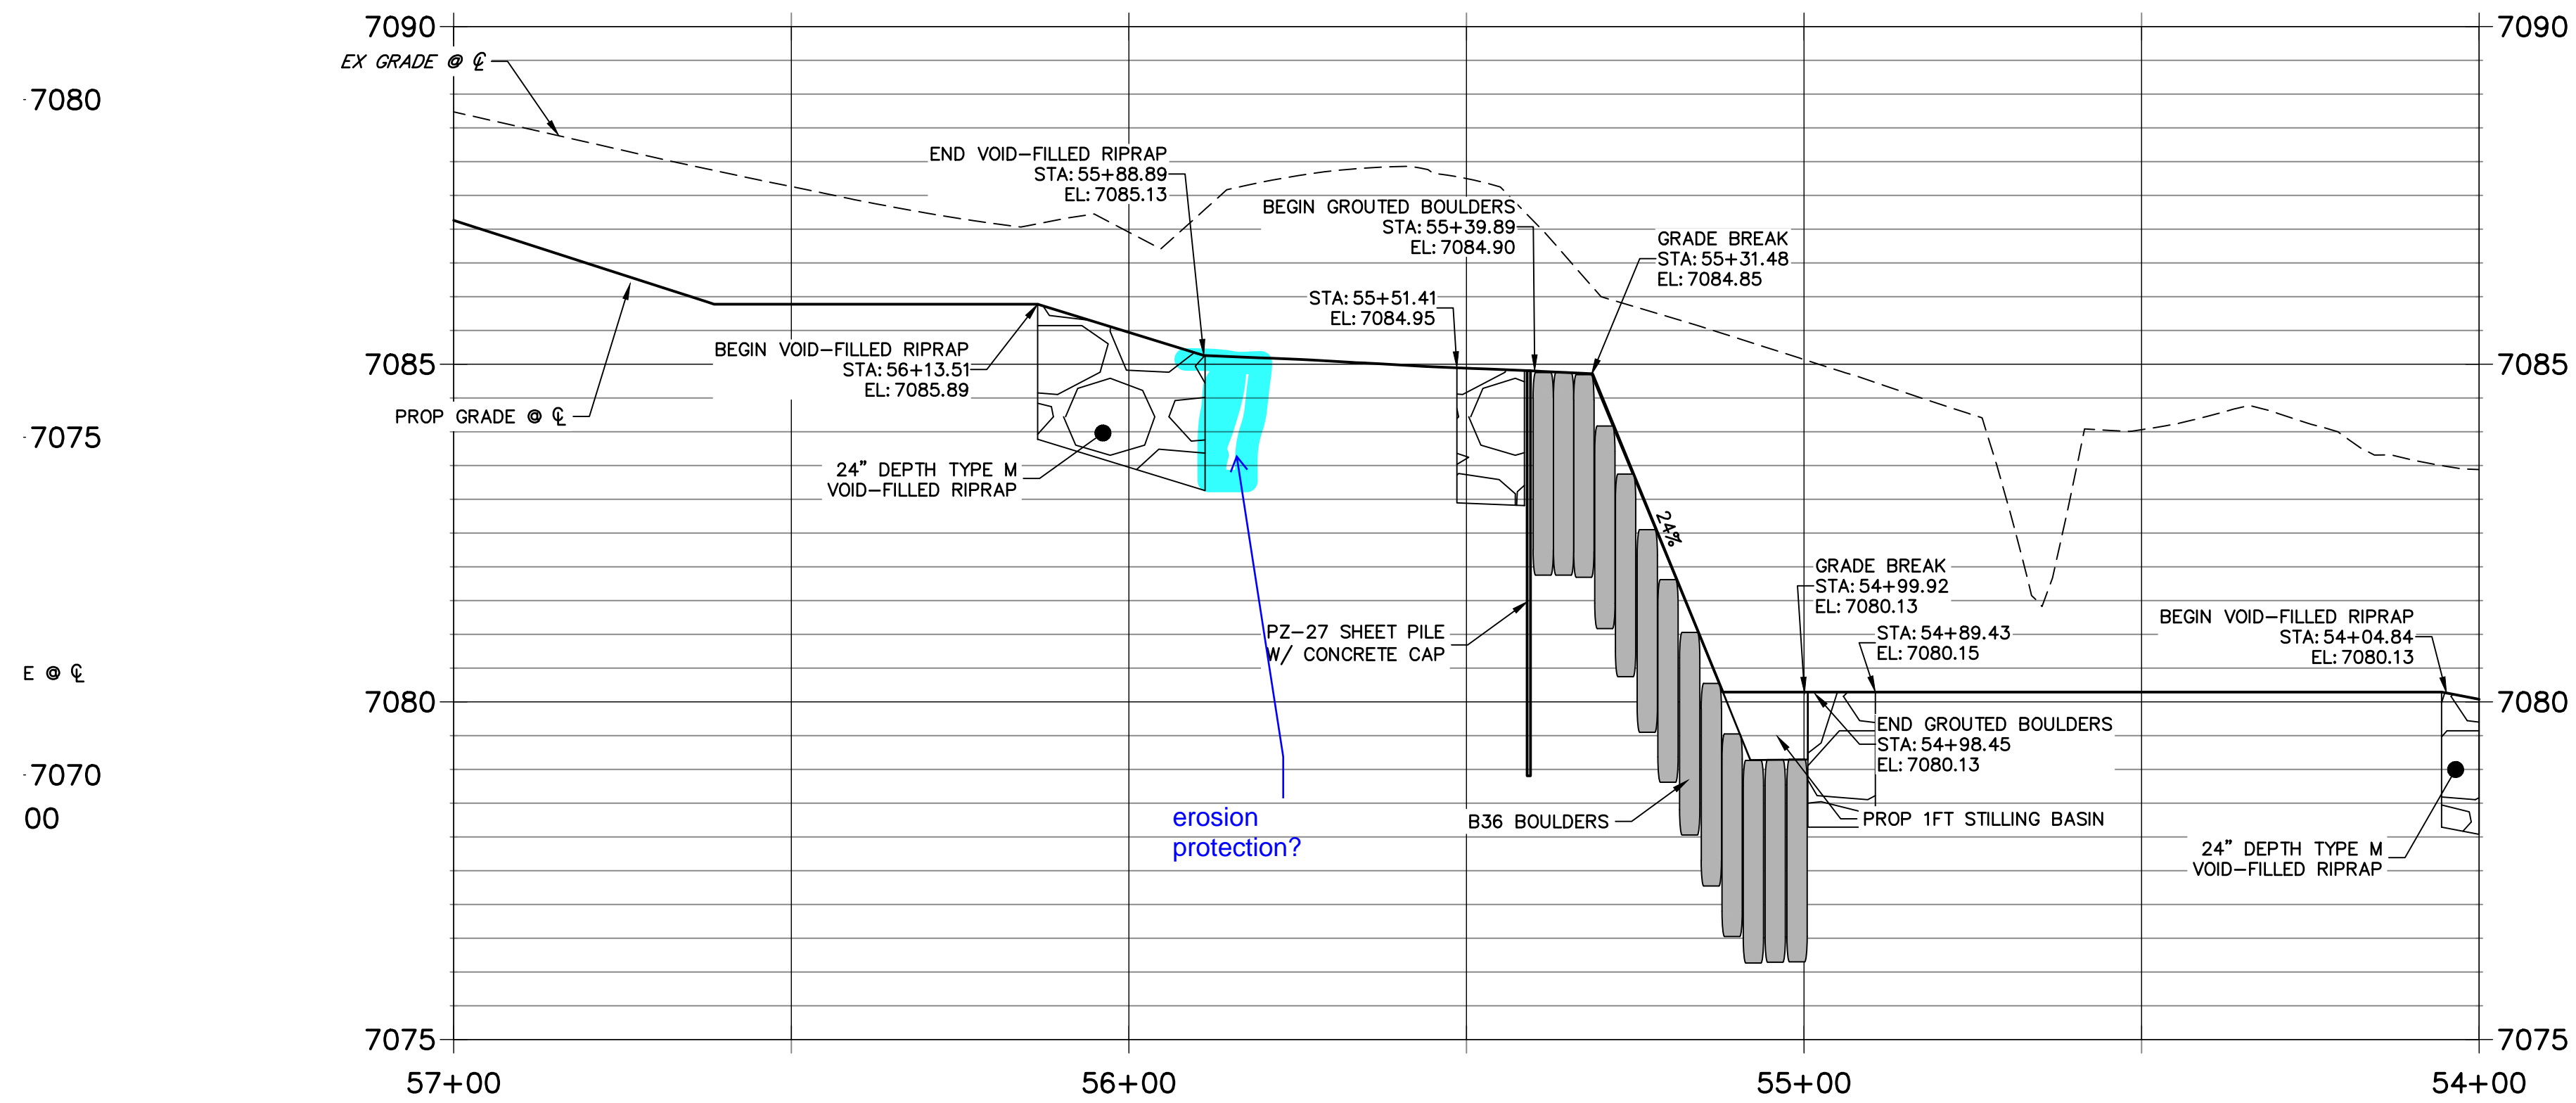 7090
7090
EX GRADE @ ℄
7080
END VOID-FILLED RIPRAP
STA: 55+88.89
EL: 7085.13
BEGIN GROUTED BOULDERS
STA: 55+39.89
EL: 7084.90
GRADE BREAK
STA: 55+31.48
EL: 7084.85
STA: 55+51.41
EL: 7084.95
7085
7085
BEGIN VOID-FILLED RIPRAP
STA: 56+13.51
EL: 7085.89
PROP GRADE @ ℄
7075
24" DEPTH TYPE M
VOID-FILLED RIPRAP
24%
GRADE BREAK
STA: 54+99.92
EL: 7080.13
BEGIN VOID-FILLED RIPRAP
STA: 54+04.84
EL: 7080.13
PZ-27 SHEET PILE
W/ CONCRETE CAP
STA: 54+89.43
EL: 7080.15
E @ ℄
7080
7080
END GROUTED BOULDERS
STA: 54+98.45
EL: 7080.13
7070
00
erosion
protection?
B36 BOULDERS
PROP 1FT STILLING BASIN
24" DEPTH TYPE M
VOID-FILLED RIPRAP
7075
7075
57+00
56+00
55+00
54+00